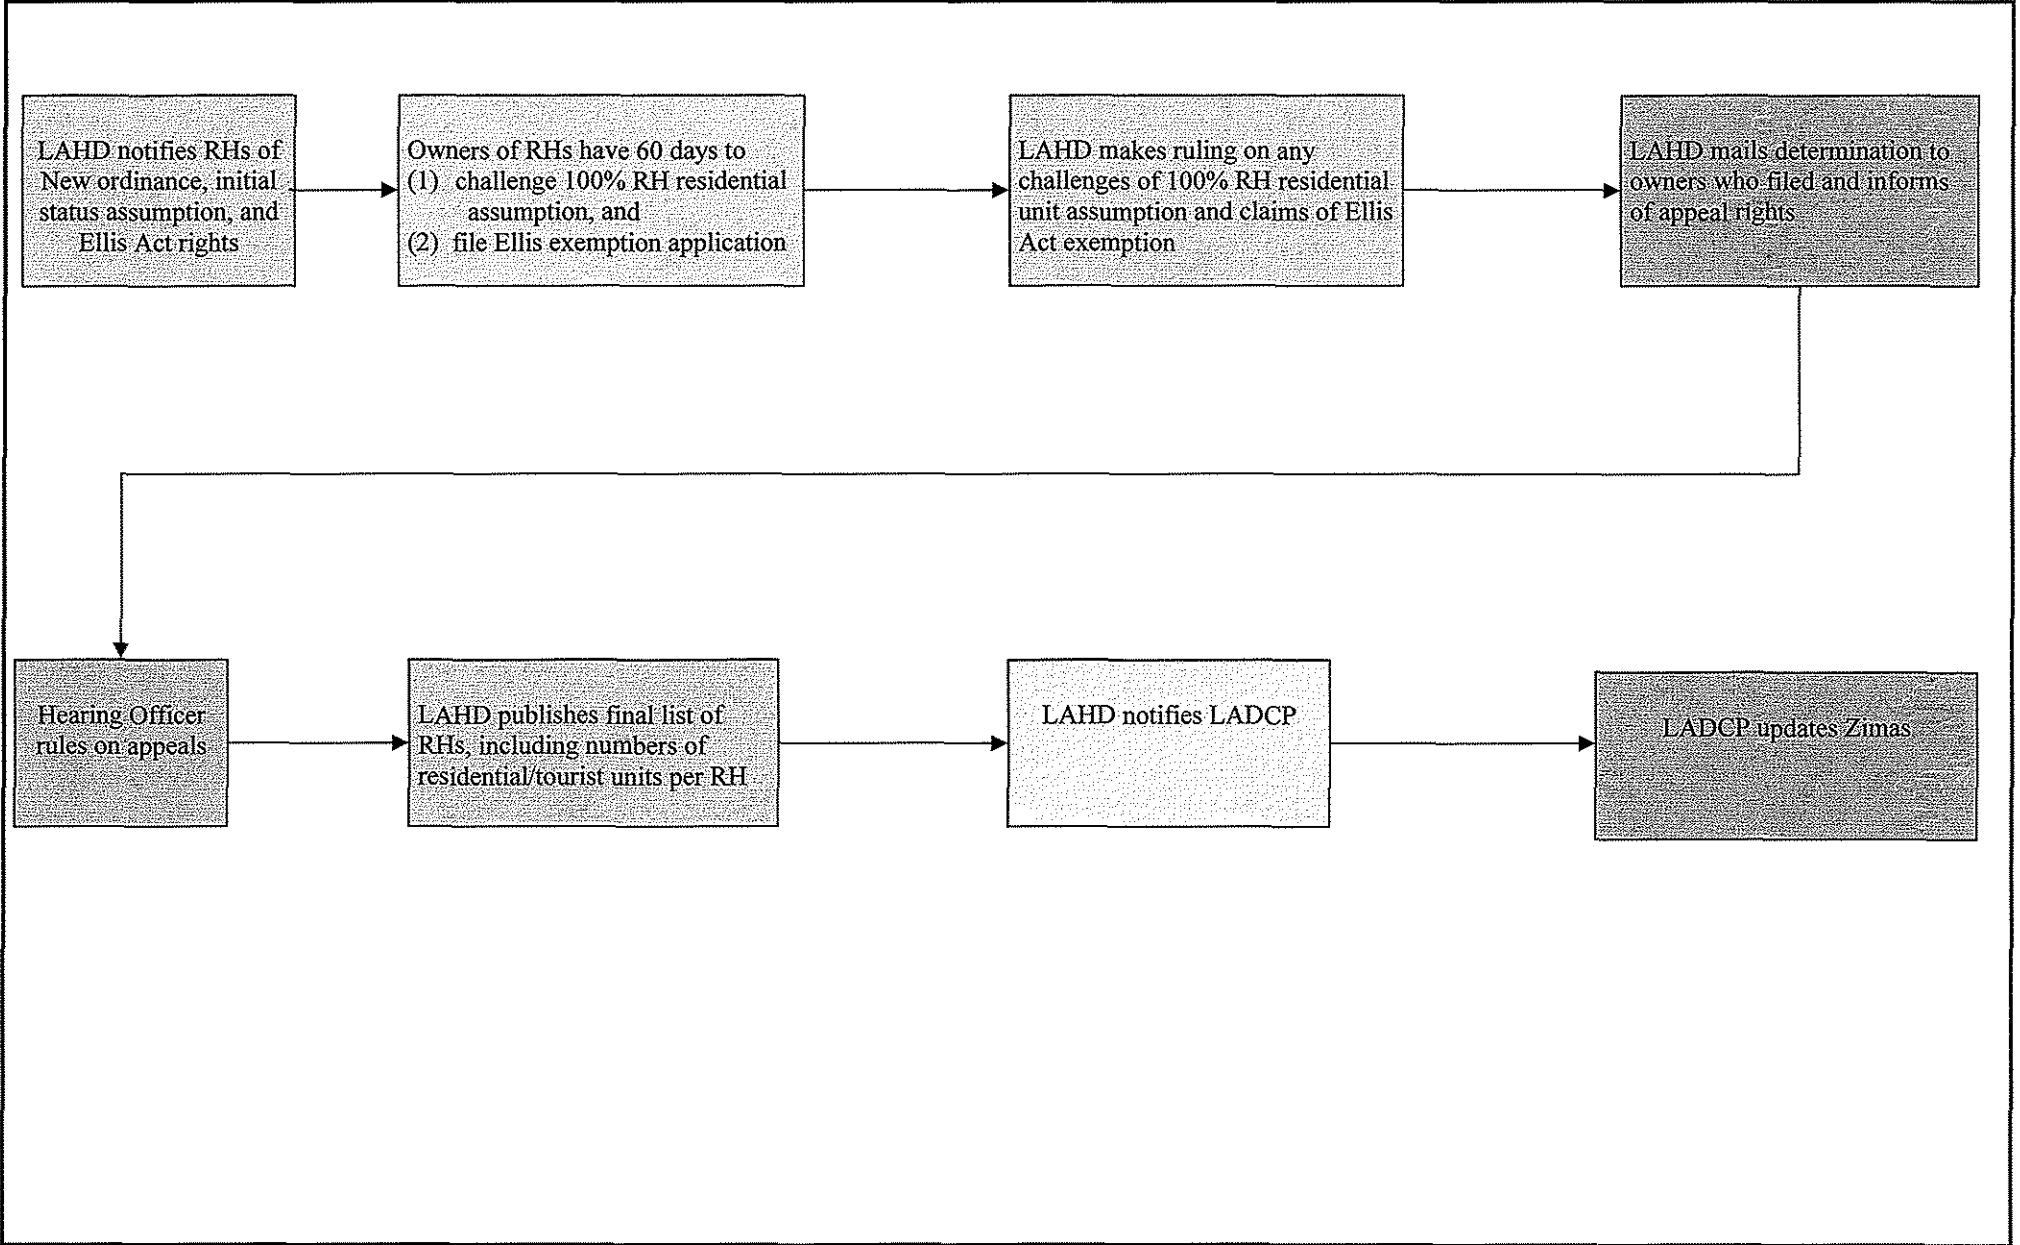 LAHD notifies RHs of
New ordinance, initial
status assumption, and
Ellis Act rights
Owners of RHs have 60 days to
(1) challenge 100% RH residential
assumption, and
(2) file Ellis exemption application
LAHD makes ruling on any
challenges of 100% RH residential
unit assumption and claims of Ellis
Act exemption
LAHD mails determination to
owners who filed and informs
of appeal rights
Hearing Officer
rules on appeals
LAHD publishes final list of
RHs, including numbers of
residential/tourist units per RH
LAHD notifies LADCP
LADCP updates Zimas